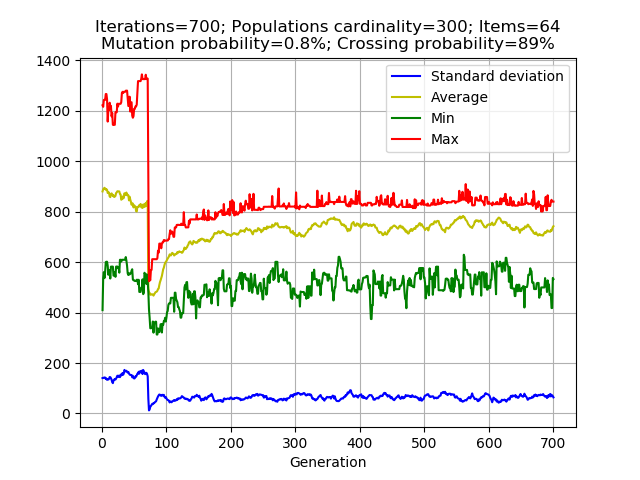 Iterations=700; Populations cardinality=300; Items=64
Mutation probability=0.8%; Crossing probability=89%
1400
1200
1000
800
600
400
200
0
Standard deviation
Average
Min
Max
0 100 200 300 400 500 600 700
Generation